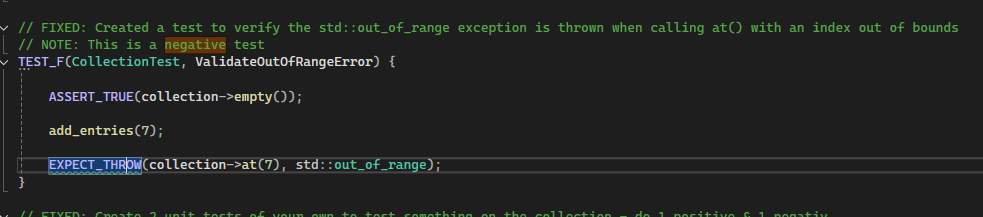 // FIXED: Created a test to verify the std::out_of_range exception is thrown when calling at() with an index out of bounds
// NOTE: This is a negative test
TEST_F(CollectionTest, ValidateOutOfRangeError) {
ASSERT_TRUE(collection->empty());
add_entries(7);
EXPECT_THROW(collection->at(7), std::out_of_range);
}
// FIXED: Create 2 unit tests of your own to test something on the collection - do 1 positive & 1 negativ